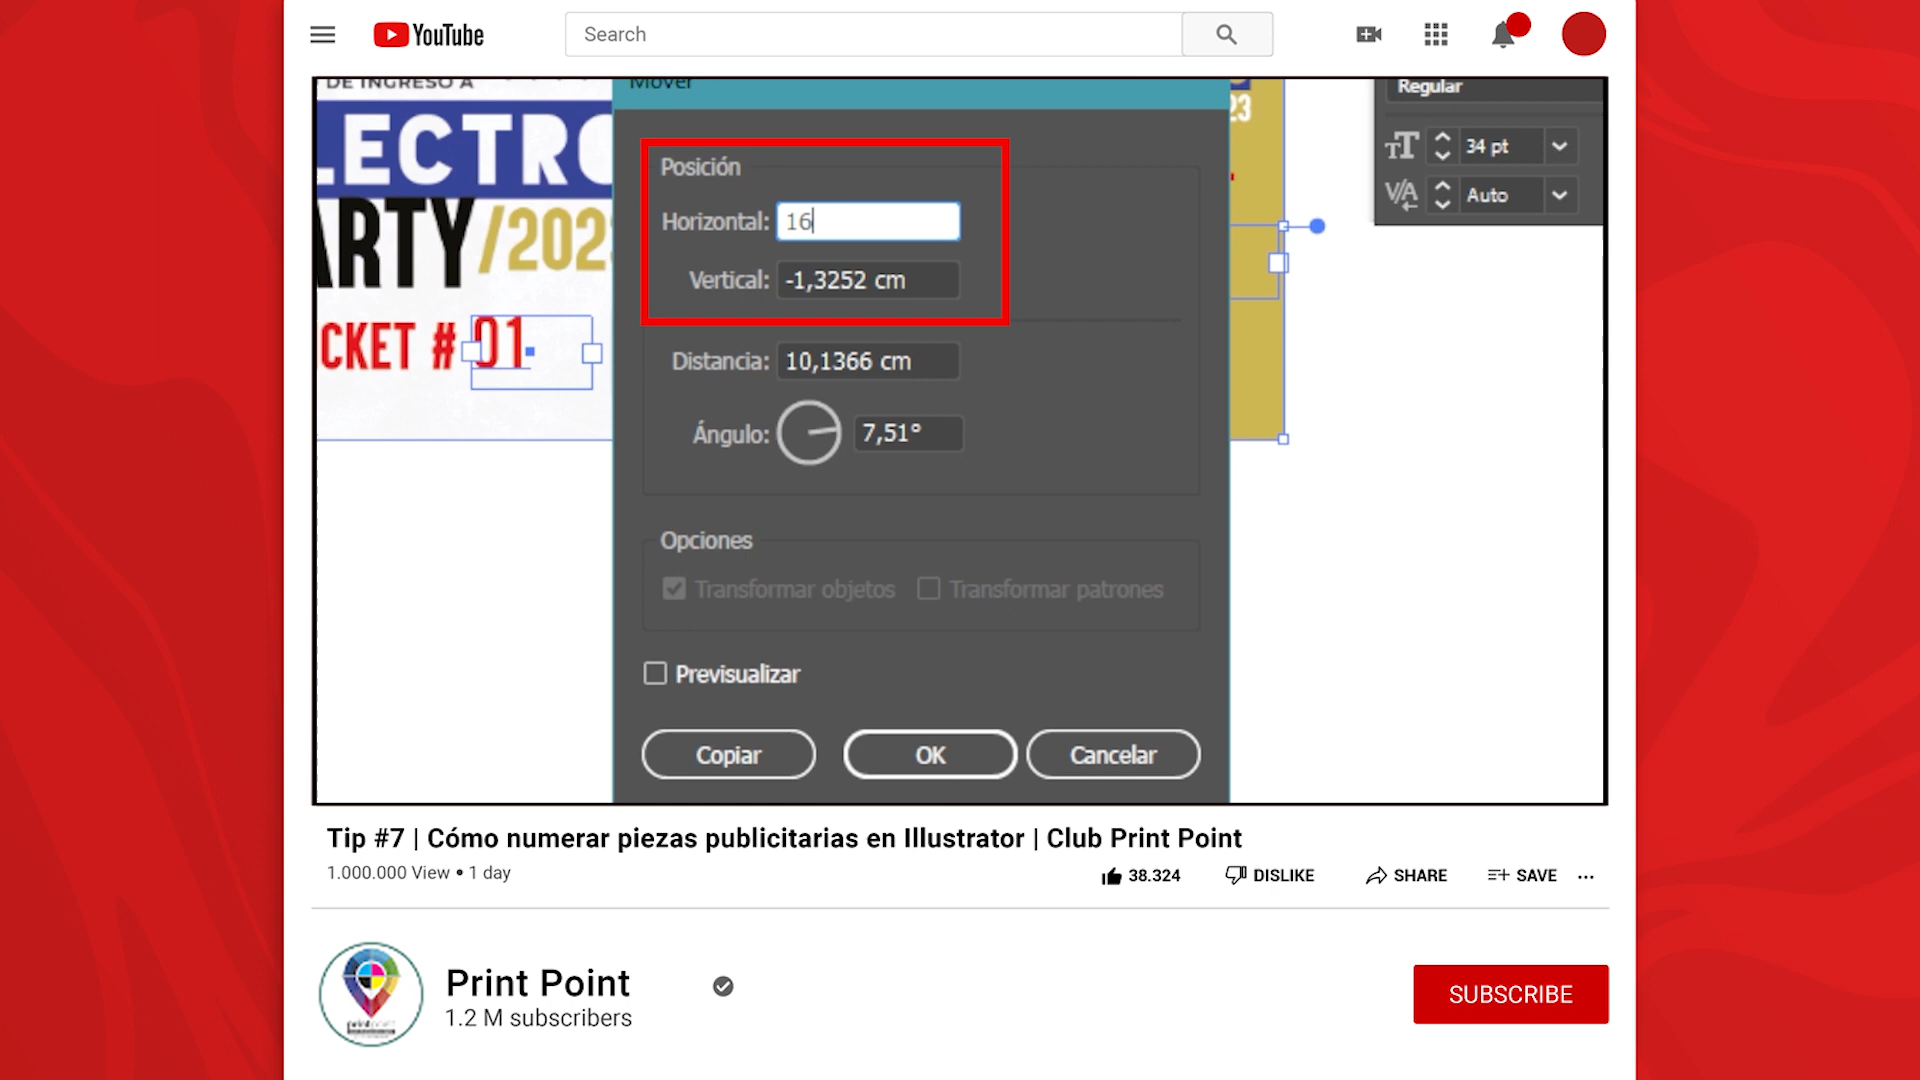 YouTube
Search
DE INGRESO A
LECTRO
ARTY/202
CKET # 01
Mover
Posición
Horizontal: 16
Vertical: -1,3252 cm
Distancia: 10,1366 cm
Ángulo: 7,51°
Opciones
Transformar objetos
Transformar patrones
Previsualizar
Copiar
OK
Cancelar
23
Regular
34 pt
Auto
Tip #7 | Cómo numerar piezas publicitarias en Illustrator | Club Print Point
1.000.000 View • 1 day
38.324
DISLIKE
SHARE
SAVE
Print Point
1.2 M subscribers
SUBSCRIBE